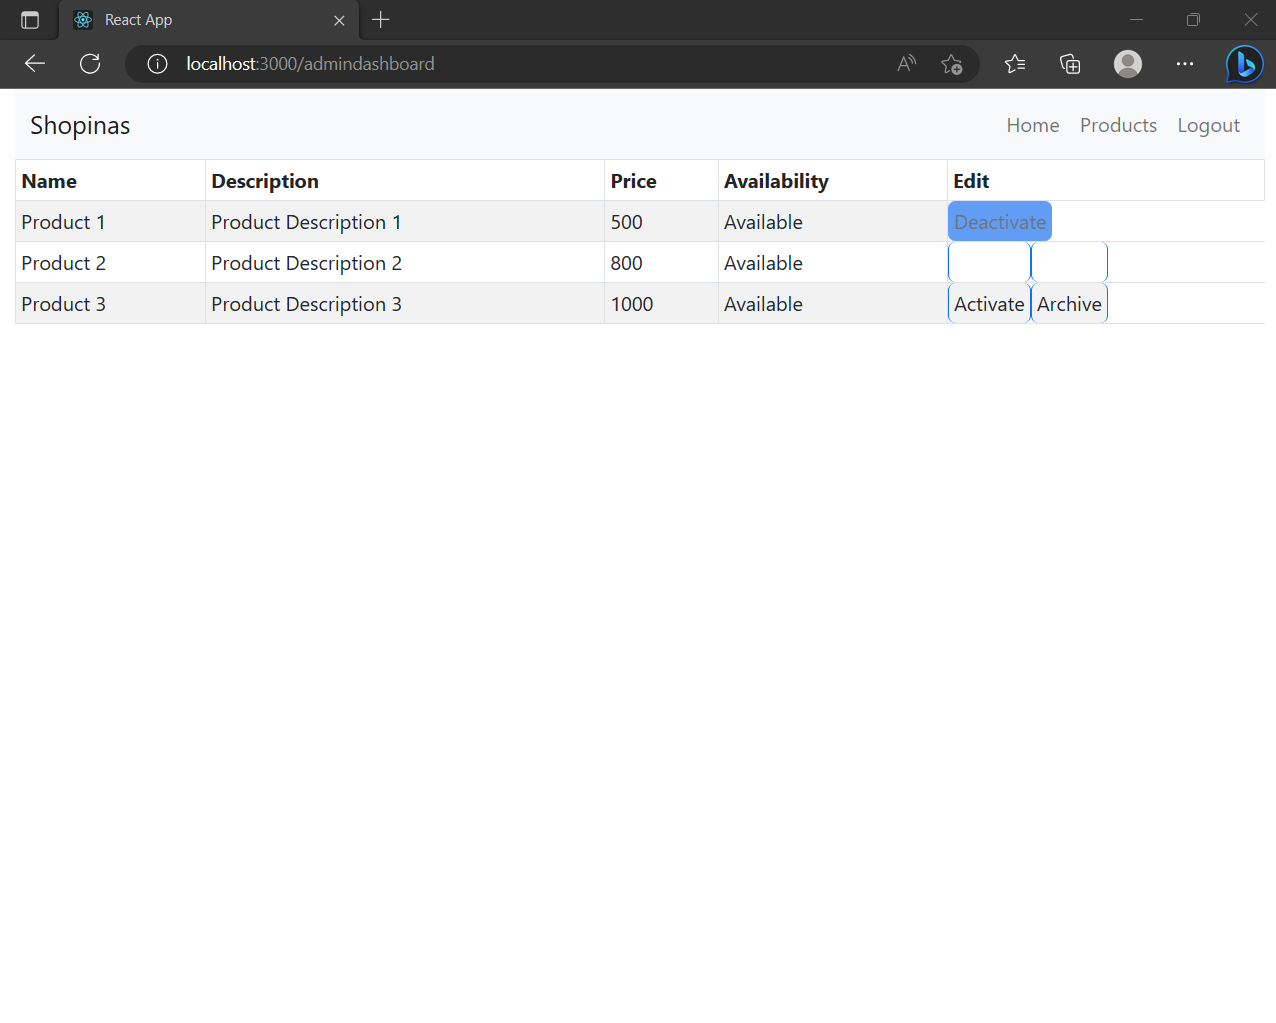 React App
localhost:3000/admindashboard
Shopinas
Home Products Logout
Name Description Price Availability Edit
Product 1 Product Description 1 500 Available Deactivate
Product 2 Product Description 2 800 Available
Product 3 Product Description 3 1000 Available Activate Archive